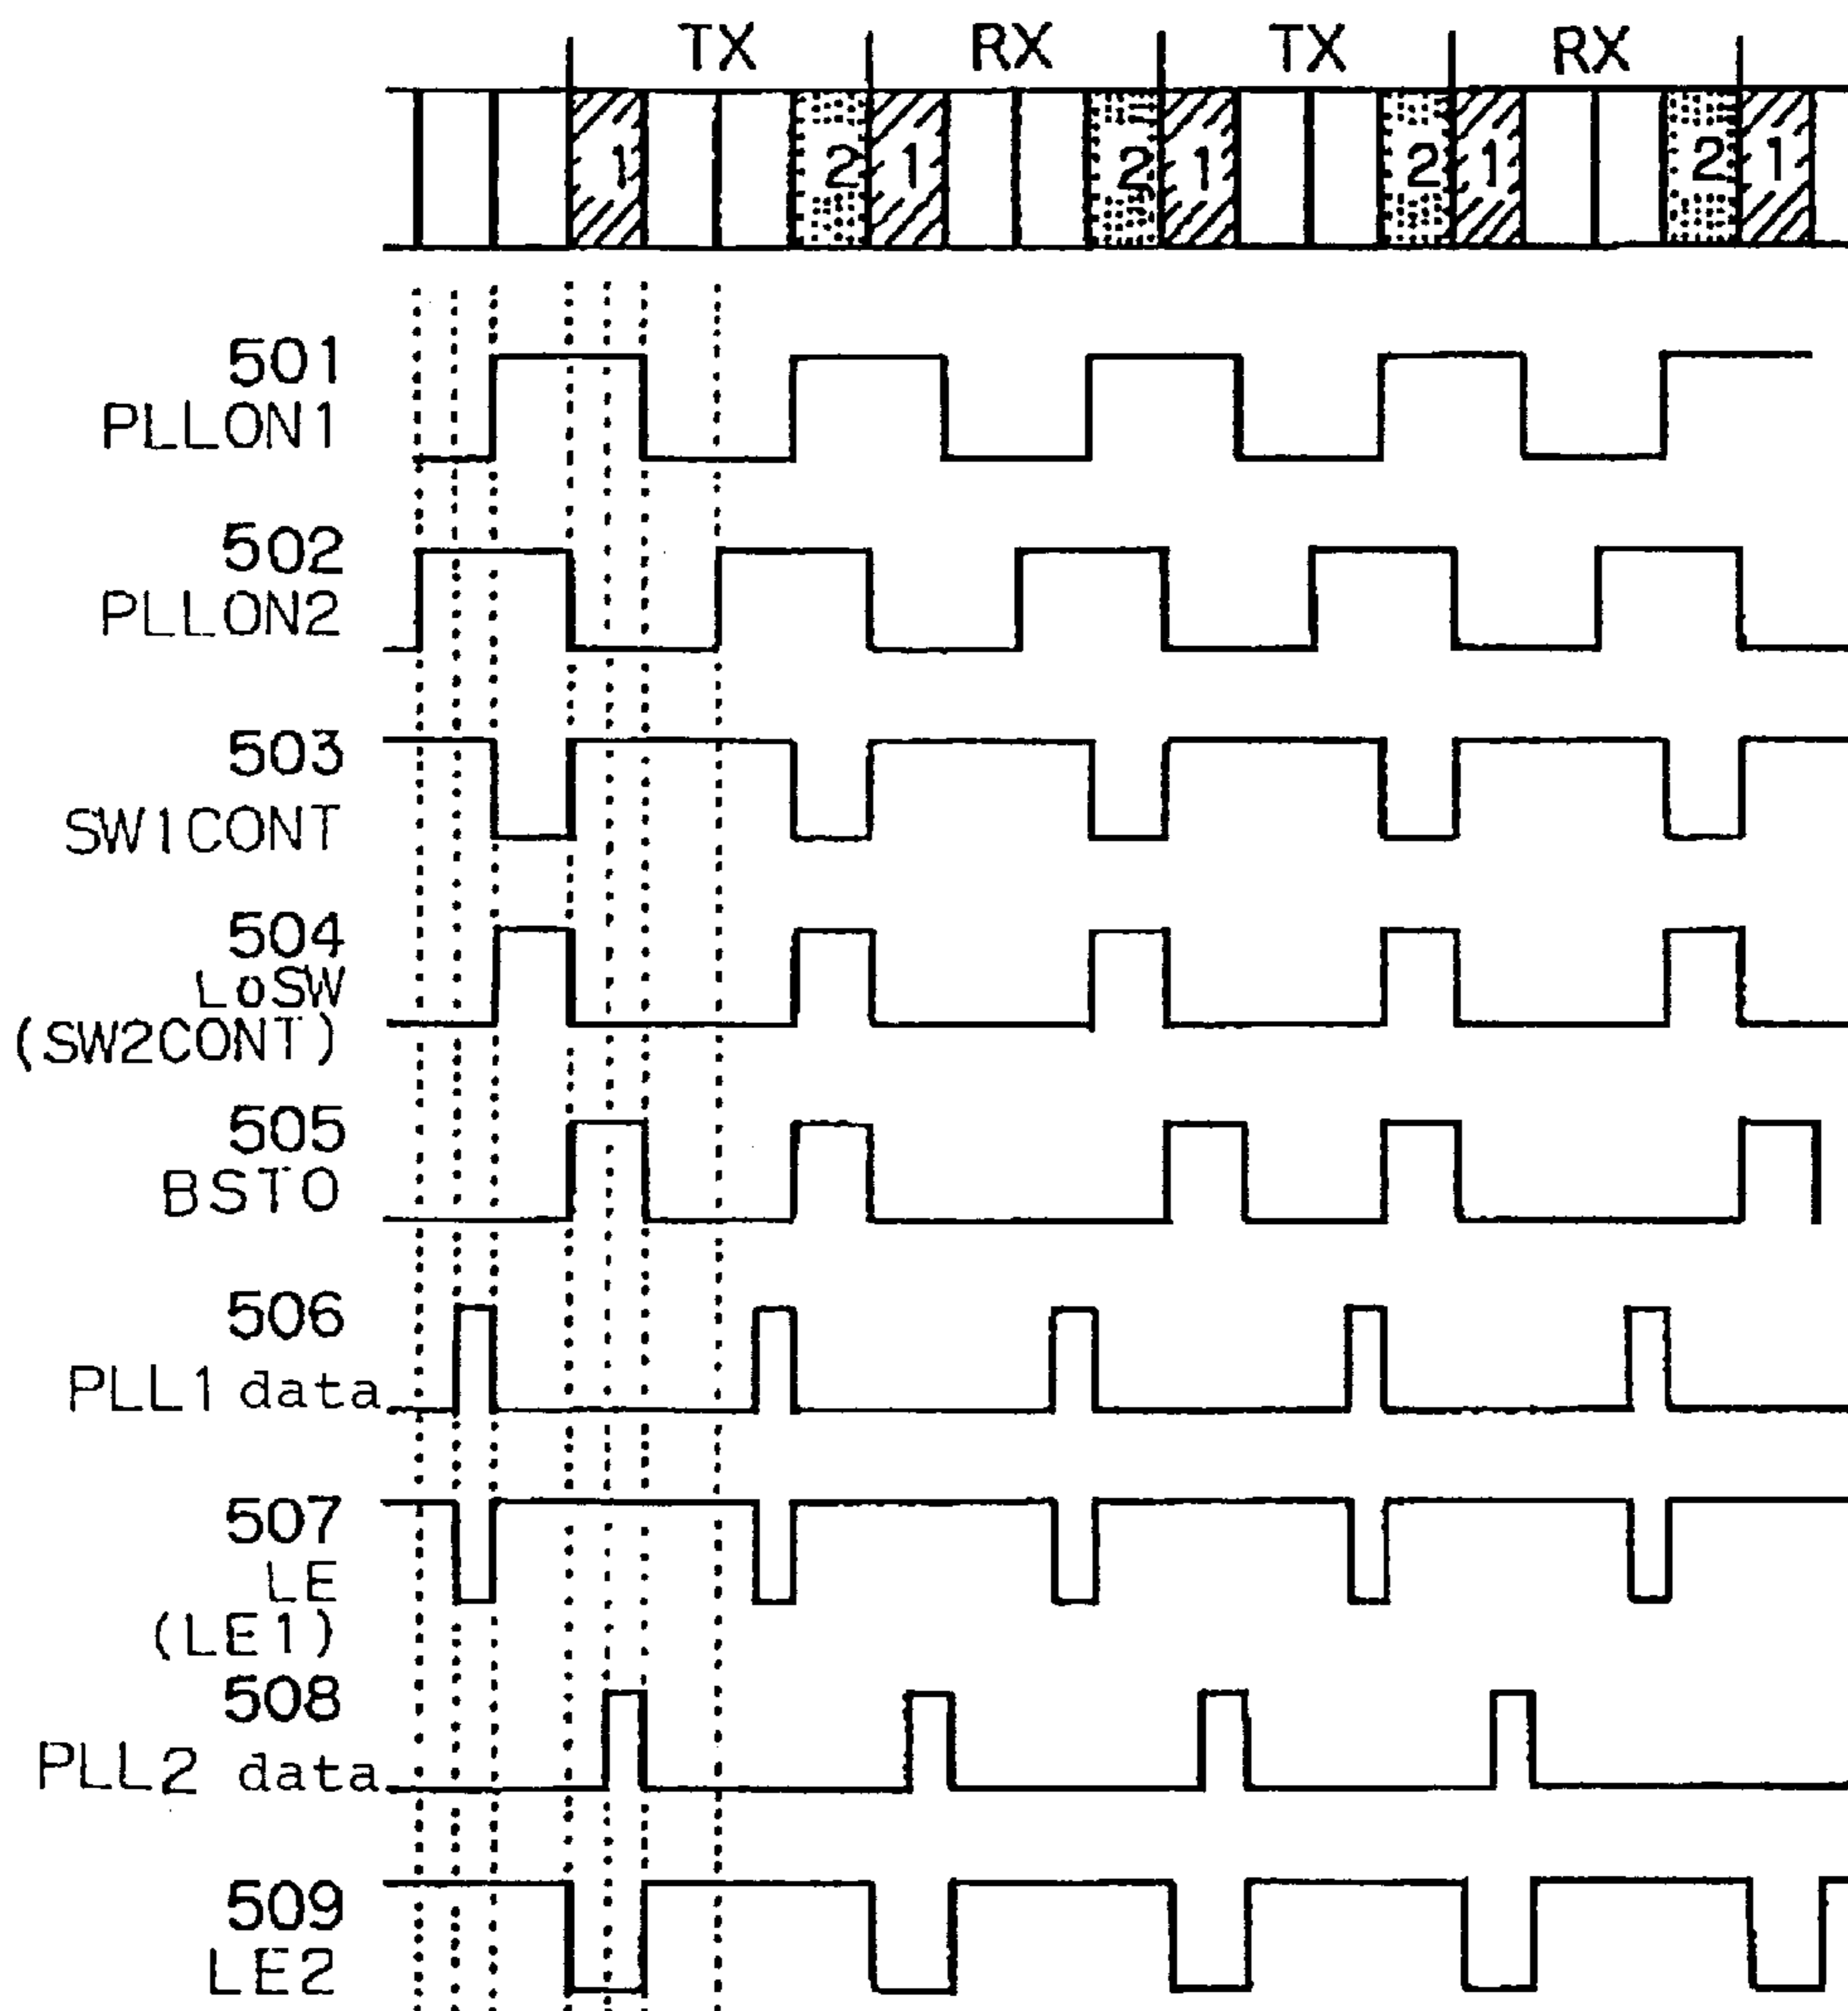 TX RX TX RX
1 2 1 2 1 2 1 2 1
501
PLLON1
502
PLLON2
503
SW1CONT
504
LoSW
(SW2CONT)
505
BSTO
506
PLL1 data
507
LE
(LE1)
508
PLL2 data
509
LE2